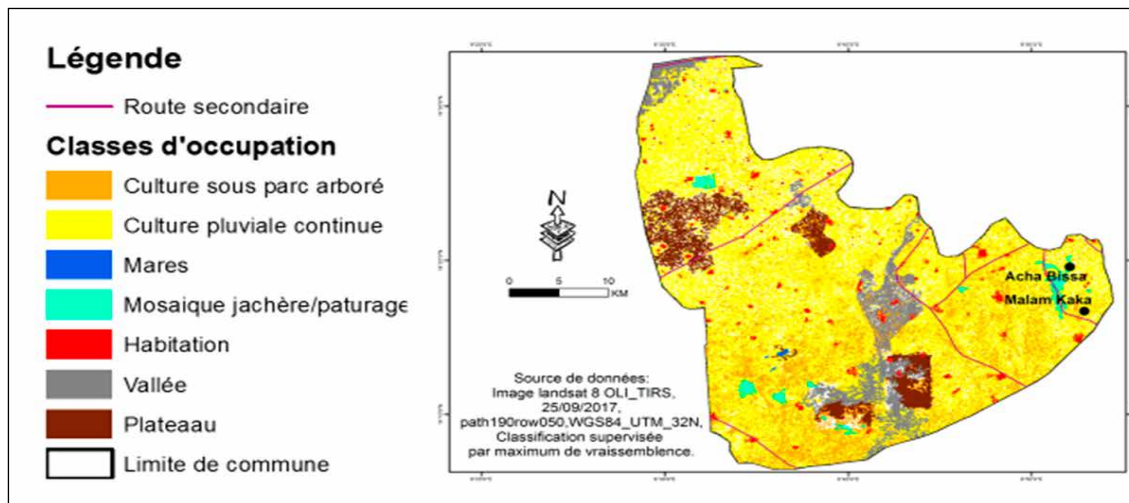 Légende
Route secondaire
Classes d'occupation
Culture sous parc arboré
Culture pluviale continue
Mares
Mosaique jachère/paturage
Habitation
Vallée
Plateaau
Limite de commune
N
0 5 10
KM
Acha Bissa
Malam Kaka
Source de données:
Image landsat 8 OLI_TIRS,
25/09/2017,
path190row050,WGS84_UTM_32N,
Classification supervisée
par maximum de vraissemblence.